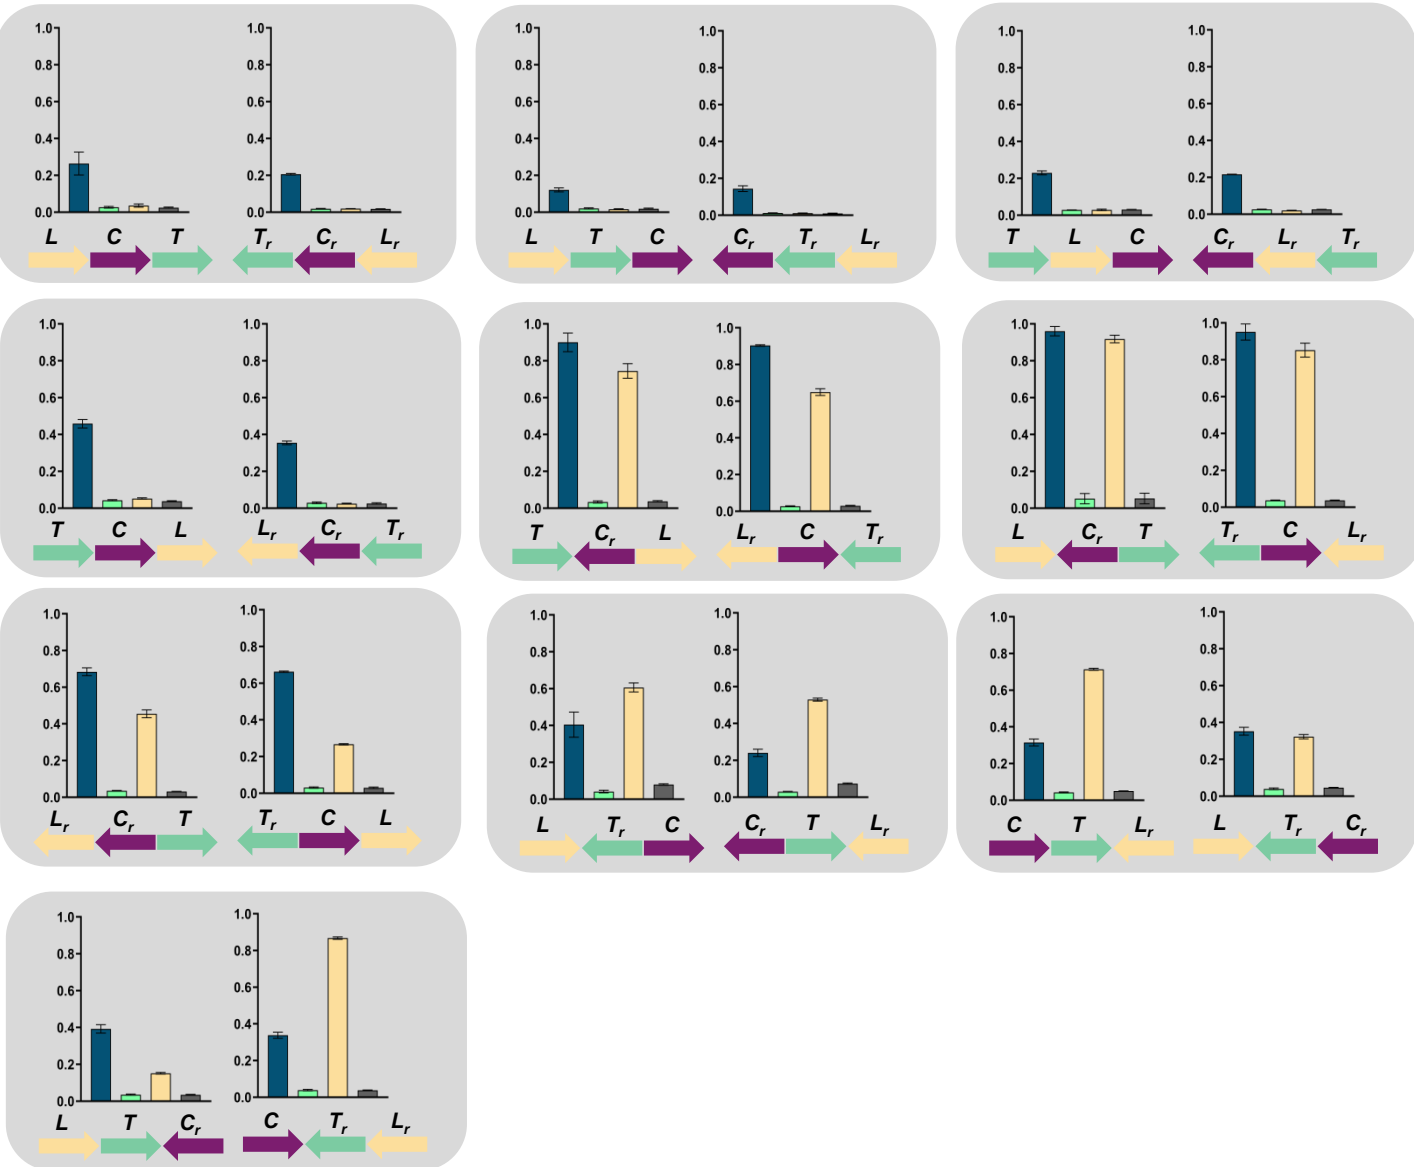 1.0 1.0 1.0 1.0 1.0 1.0
0.8 0.8 0.8 0.8 0.8 0.8
0.6 0.6 0.6 0.6 0.6 0.6
0.4 0.4 0.4 0.4 0.4 0.4
0.2 0.2 0.2 0.2 0.2 0.2
0.0 0.0 0.0 0.0 0.0 0.0
L C T Tr Cr Lr L T C Cr Tr Lr T L C Cr Lr Tr
1.0 1.0 1.0 1.0 1.0 1.0
0.8 0.8 0.8 0.8 0.8 0.8
0.6 0.6 0.6 0.6 0.6 0.6
0.4 0.4 0.4 0.4 0.4 0.4
0.2 0.2 0.2 0.2 0.2 0.2
0.0 0.0 0.0 0.0 0.0 0.0
T C L Lr Cr Tr T Cr L Lr C Tr L Cr T Tr C Lr
1.0 1.0 1.0 1.0 1.0 1.0
0.8 0.8 0.8 0.8 0.8 0.8
0.6 0.6 0.6 0.6 0.6 0.6
0.4 0.4 0.4 0.4 0.4 0.4
0.2 0.2 0.2 0.2 0.2 0.2
0.0 0.0 0.0 0.0 0.0 0.0
Lr Cr T Tr C L L Tr C Cr T Lr C T Lr L Tr Cr
1.0 1.0
0.8 0.8
0.6 0.6
0.4 0.4
0.2 0.2
0.0 0.0
L T Cr C Tr Lr